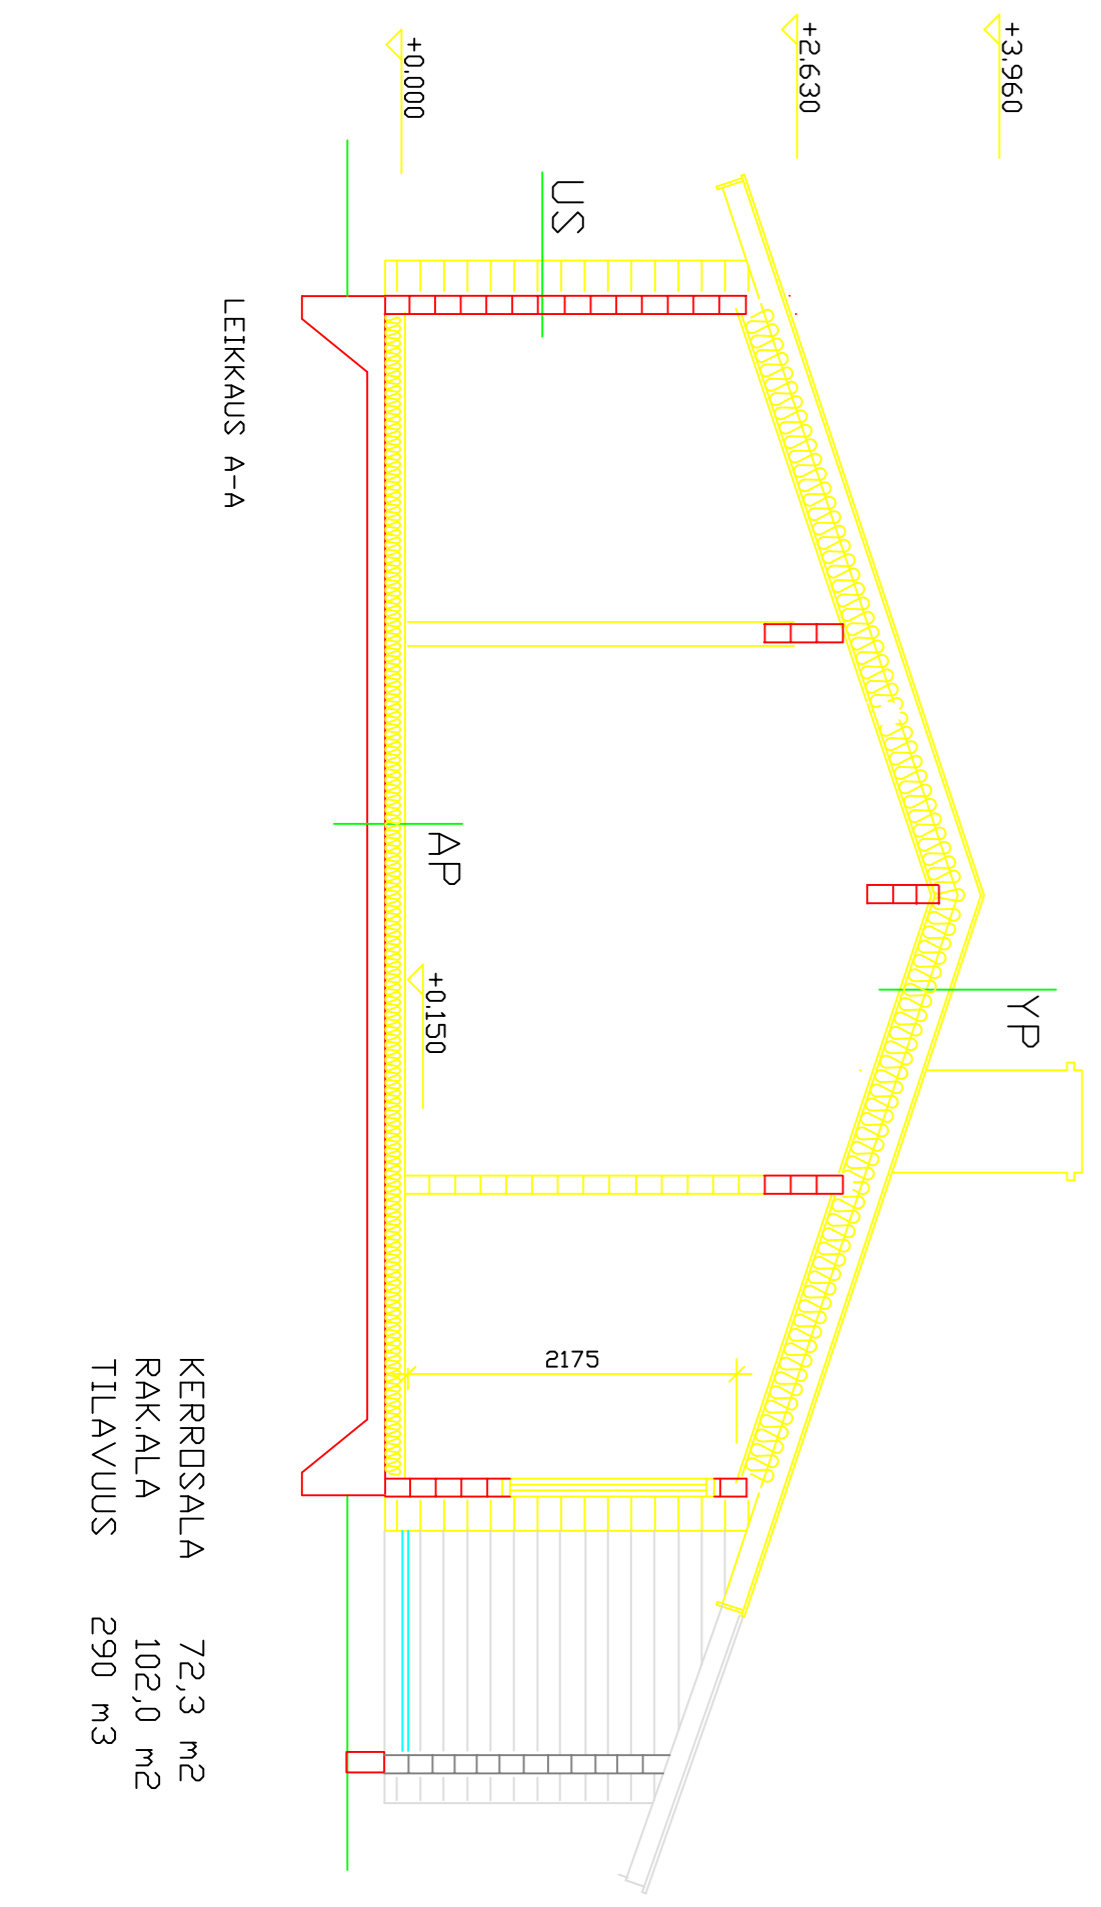 +3,960
+2,630
+0,000
US
YP
AP
+0,150
2175
LEIKKAUS A-A
KERROSALA 72,3 m2
RAK.ALA 102,0 m2
TILAVUUS 290 m3